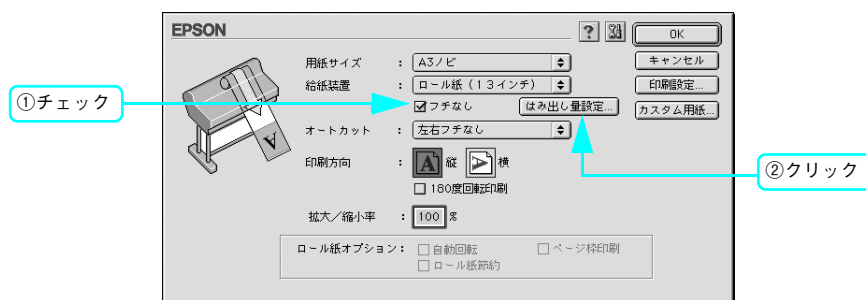 EPSON
?
OK
用紙サイズ : A3ノビ
キャンセル
給紙装置 : ロール紙（13インチ）
印刷設定...
①チェック
フチなし はみ出し量設定...
カスタム用紙...
オートカット : 左右フチなし
印刷方向 : A 縦 A 横
②クリック
180度回転印刷
拡大／縮小率 : 100 %
ロール紙オプション : 自動回転 ページ枠印刷
ロール紙節約
A